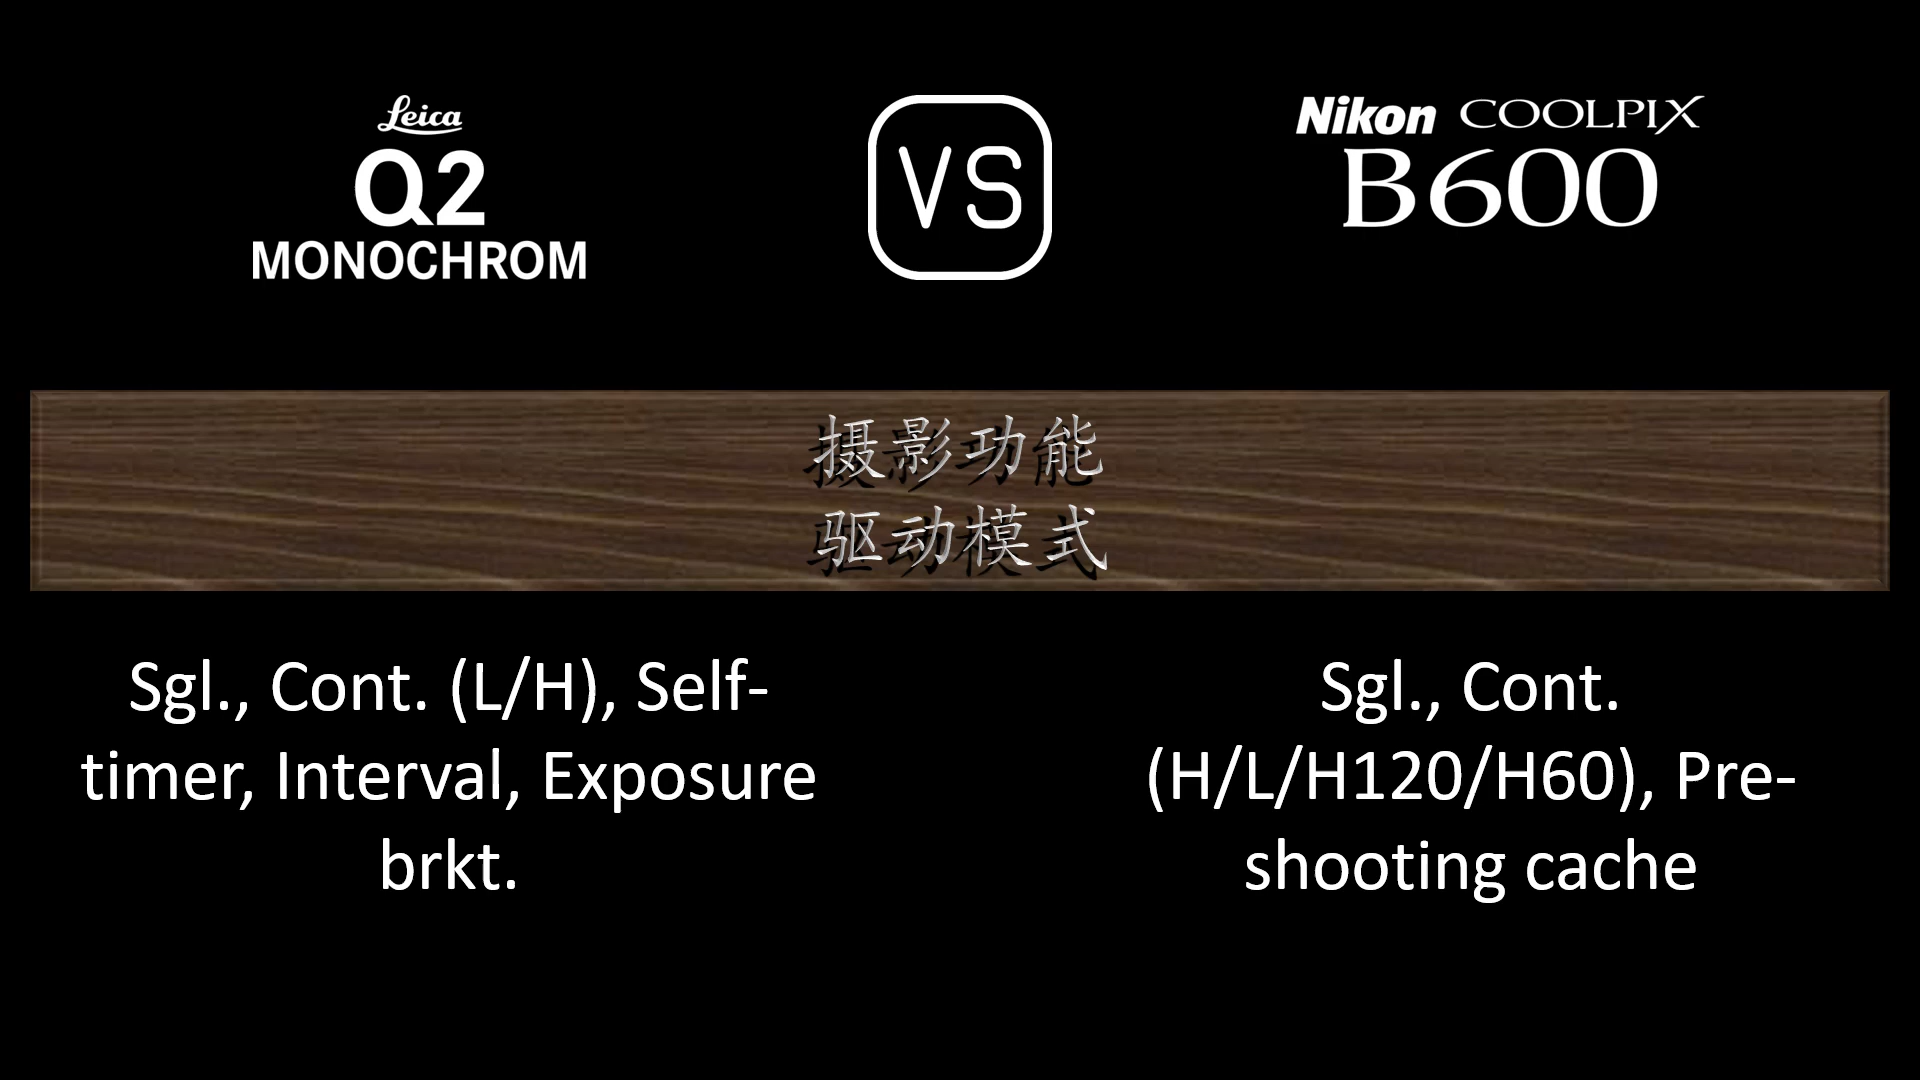 Leica
Q2
MONOCHROM
VS
Nikon COOLPIX
B600
摄影功能
驱动模式
Sgl., Cont. (L/H), Self-
timer, Interval, Exposure
brkt.
Sgl., Cont.
(H/L/H120/H60), Pre-
shooting cache